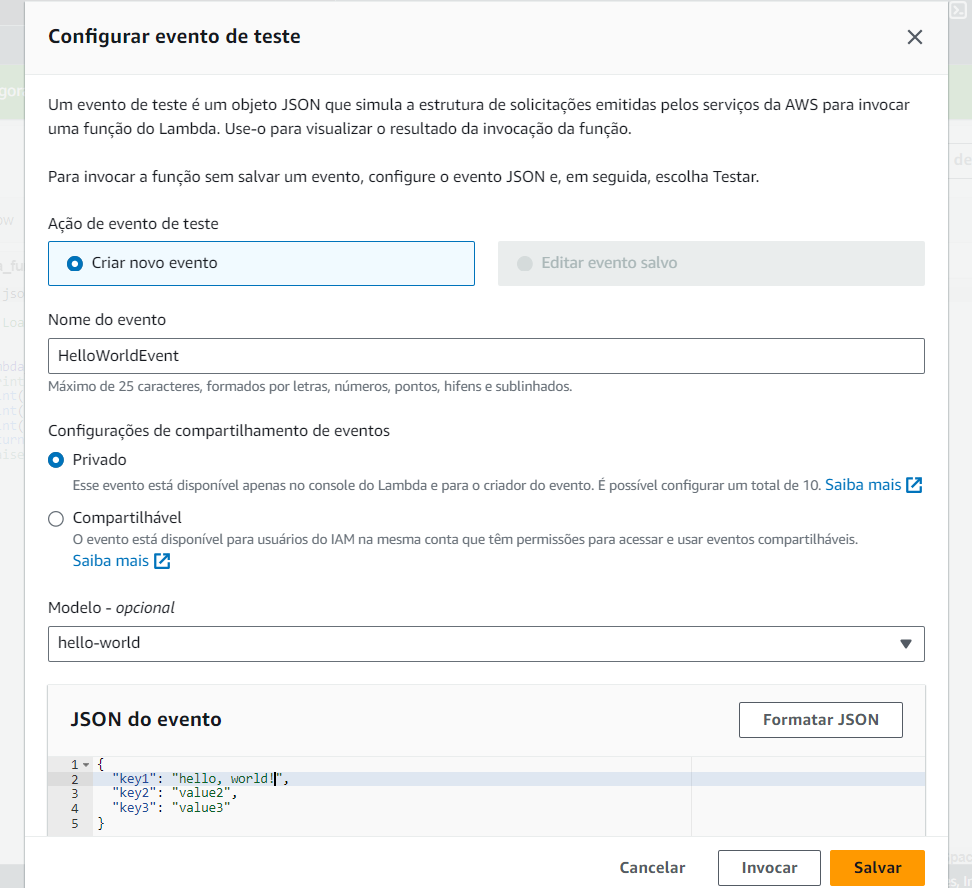 Configurar evento de teste
Um evento de teste é um objeto JSON que simula a estrutura de solicitações emitidas pelos serviços da AWS para invocar
uma função do Lambda. Use-o para visualizar o resultado da invocação da função.
Para invocar a função sem salvar um evento, configure o evento JSON e, em seguida, escolha Testar.
Ação de evento de teste
Criar novo evento
Editar evento salvo
Nome do evento
HelloWorldEvent
Máximo de 25 caracteres, formados por letras, números, pontos, hifens e sublinhados.
Configurações de compartilhamento de eventos
Privado
Esse evento está disponível apenas no console do Lambda e para o criador do evento. É possível configurar um total de 10. Saiba mais
Compartilhável
O evento está disponível para usuários do IAM na mesma conta que têm permissões para acessar e usar eventos compartilháveis.
Saiba mais
Modelo - opcional
hello-world
JSON do evento
Formatar JSON
1 {
2 "key1": "hello, world!",
3 "key2": "value2",
4 "key3": "value3"
5 }
Cancelar
Invocar
Salvar